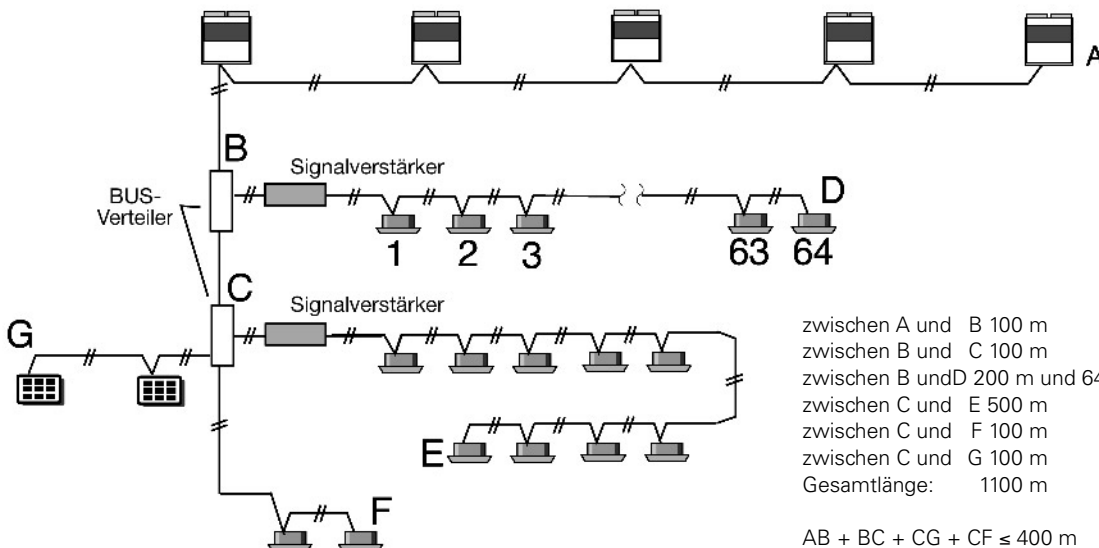 A
B
Signalverstärker
BUS-
Verteiler
D
1 2 3 63 64
C
Signalverstärker
G
E
F
zwischen A und B 100 m
zwischen B und C 100 m
zwischen B undD 200 m und 64
zwischen C und E 500 m
zwischen C und F 100 m
zwischen C und G 100 m
Gesamtlänge: 1100 m
AB + BC + CG + CF ≤ 400 m